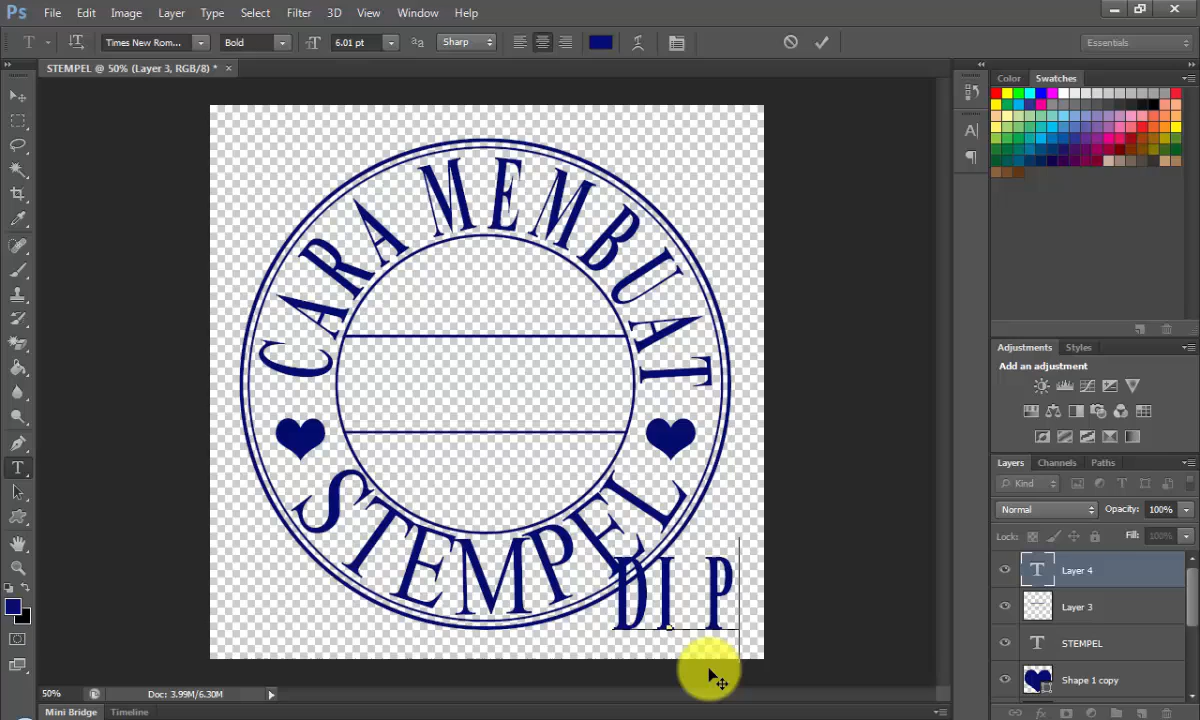 Ps File Edit Image Layer Type Select Filter 3D View Window Help
T Times New Rom... Bold 6.01 pt Sharp Essentials
STEMPEL @ 50% (Layer 3, RGB/8) *
Color Swatches
CARA MEMBUAT
STEMPEL
DI P
Adjustments Styles
Add an adjustment
Layers Channels Paths
Kind
Normal Opacity: 100%
Lock: Fill: 100%
T Layer 4
Layer 3
T STEMPEL
Shape 1 copy
50% Doc: 3.99M/6.30M
Mini Bridge Timeline